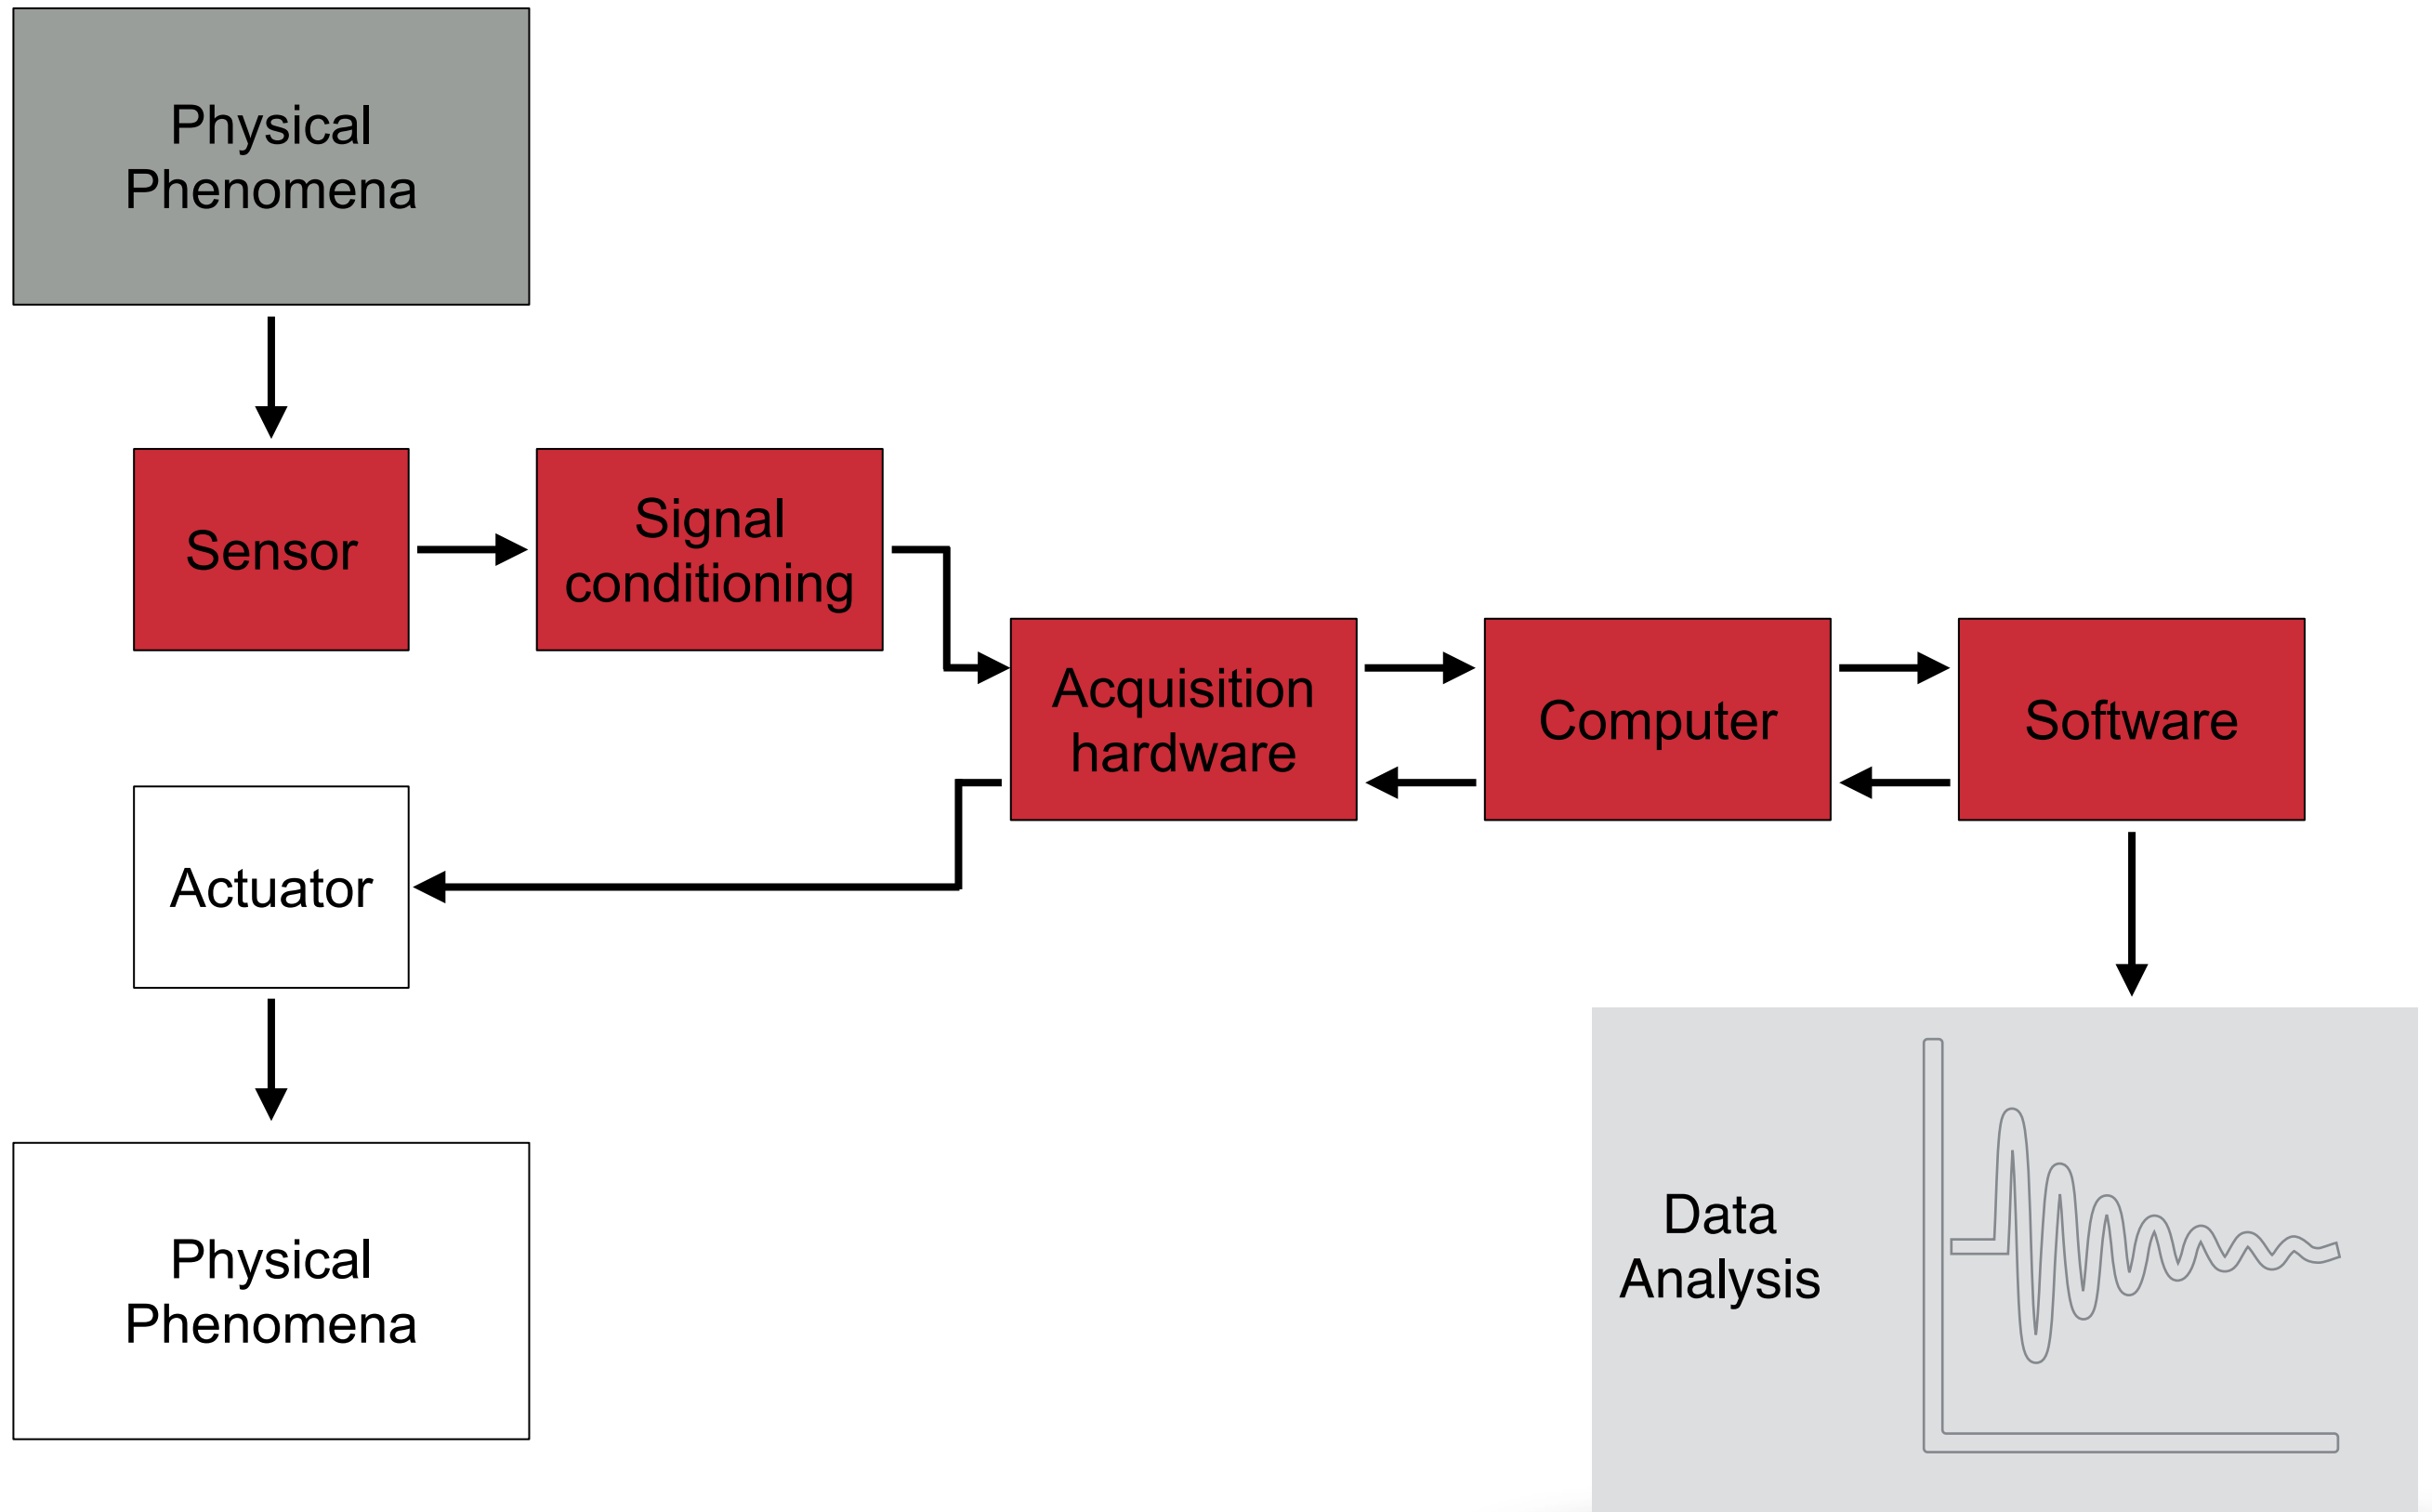 Physical
Phenomena
Sensor
Signal
conditioning
Acquisition
hardware
Computer
Software
Actuator
Physical
Phenomena
Data
Analysis